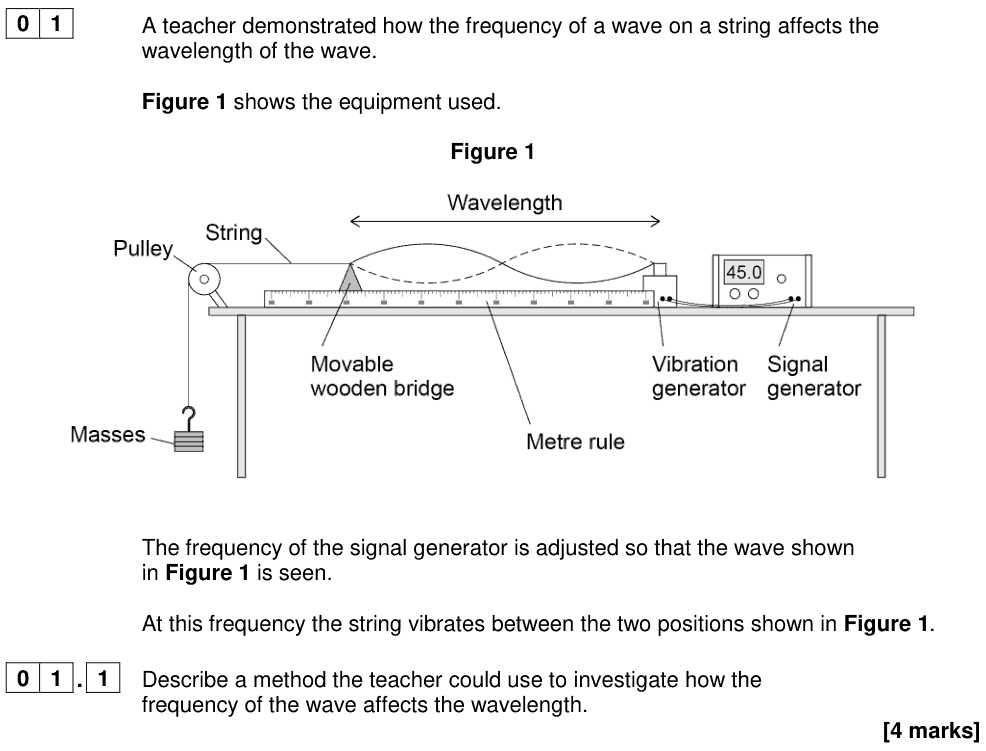 0 1
A teacher demonstrated how the frequency of a wave on a string affects the
wavelength of the wave.
Figure 1 shows the equipment used.
Figure 1
Wavelength
String
Pulley
45.0
Movable
wooden bridge
Vibration
generator
Signal
generator
Masses
Metre rule
The frequency of the signal generator is adjusted so that the wave shown
in Figure 1 is seen.
At this frequency the string vibrates between the two positions shown in Figure 1.
0 1 . 1
Describe a method the teacher could use to investigate how the
frequency of the wave affects the wavelength.
[4 marks]